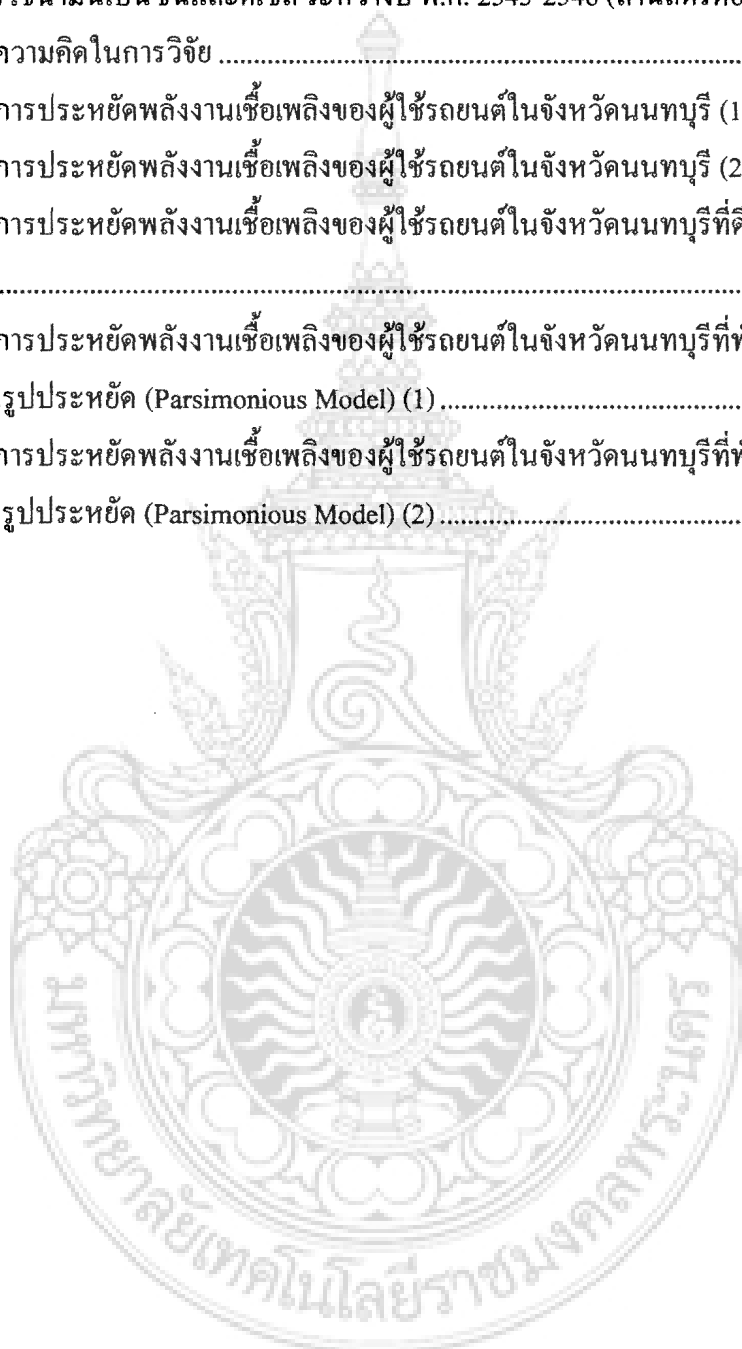 ความคิดในการวิจัย ........................................................................
การประหยัดพลังงานเชื้อเพลิงของผู้ใช้รถยนต์ในจังหวัดนนทบุรี (1
การประหยัดพลังงานเชื้อเพลิงของผู้ใช้รถยนต์ในจังหวัดนนทบุรี (2
การประหยัดพลังงานเชื้อเพลิงของผู้ใช้รถยนต์ในจังหวัดนนทบุรีที่
........................................................................
การประหยัดพลังงานเชื้อเพลิงของผู้ใช้รถยนต์ในจังหวัดนนทบุรีที่
รูปประหยัด (Parsimonious Model) (1) ..........................................
การประหยัดพลังงานเชื้อเพลิงของผู้ใช้รถยนต์ในจังหวัดนนทบุรีที่
รูปประหยัด (Parsimonious Model) (2) ..........................................
มหาวิทยาลัยเทคโนโลยีราชมงคลพระนคร